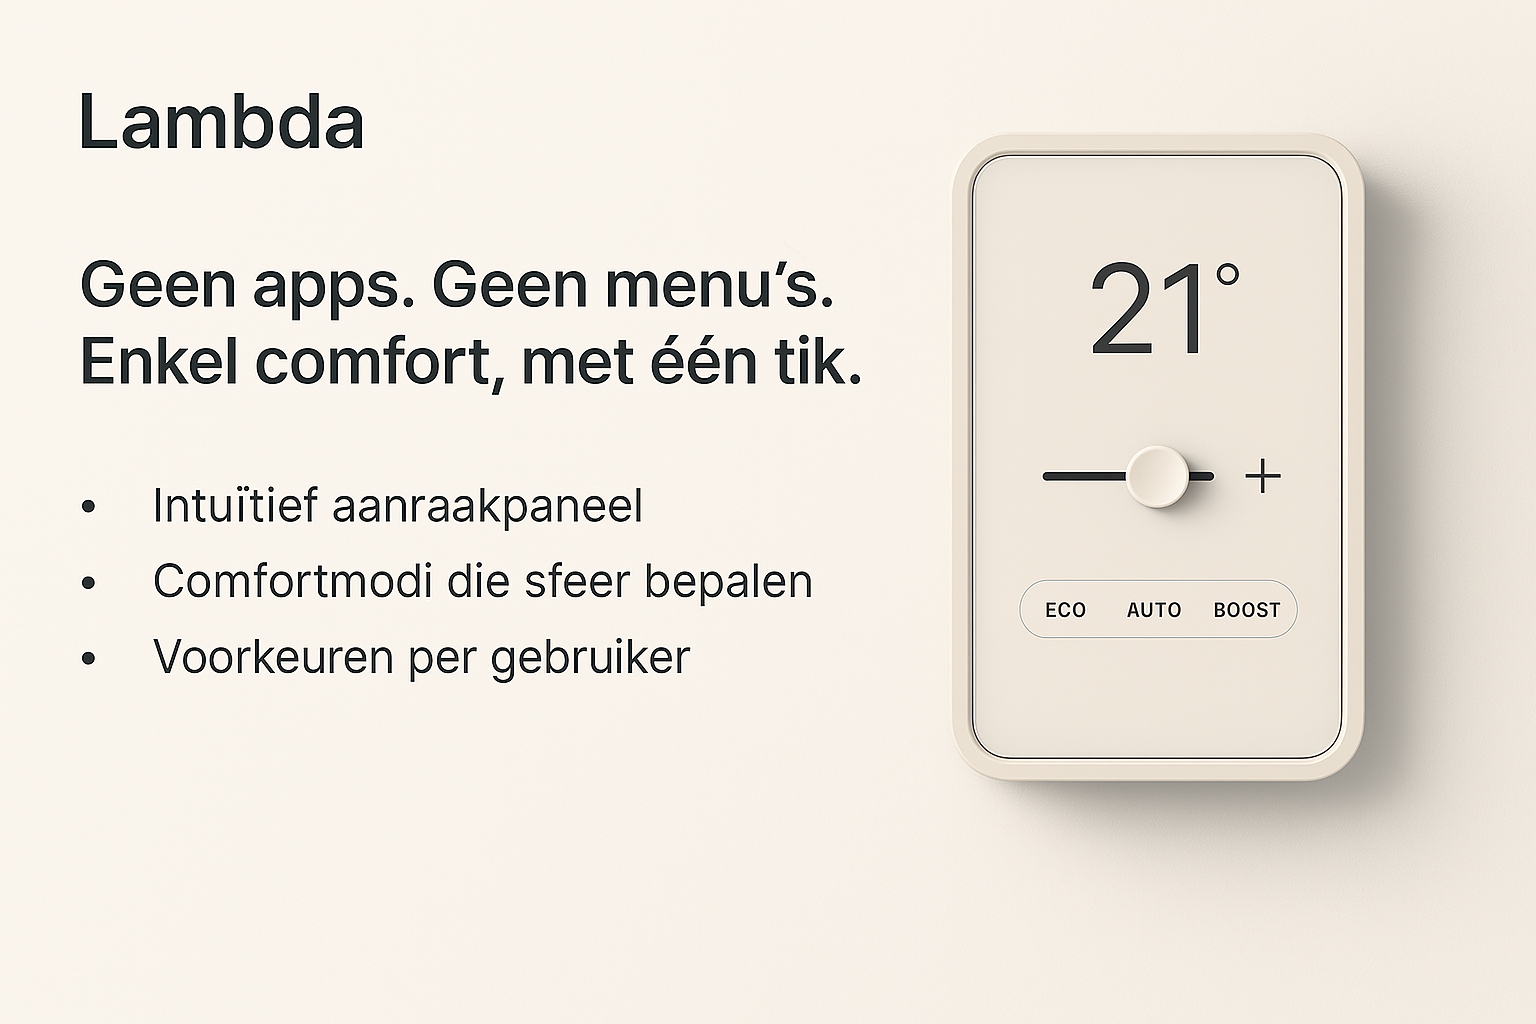 Lambda
Geen apps. Geen menu’s.
Enkel comfort, met één tik.
• Intuïtief aanraakpaneel
• Comfortmodi die sfeer bepalen
• Voorkeuren per gebruiker
21°
+
ECO AUTO BOOST